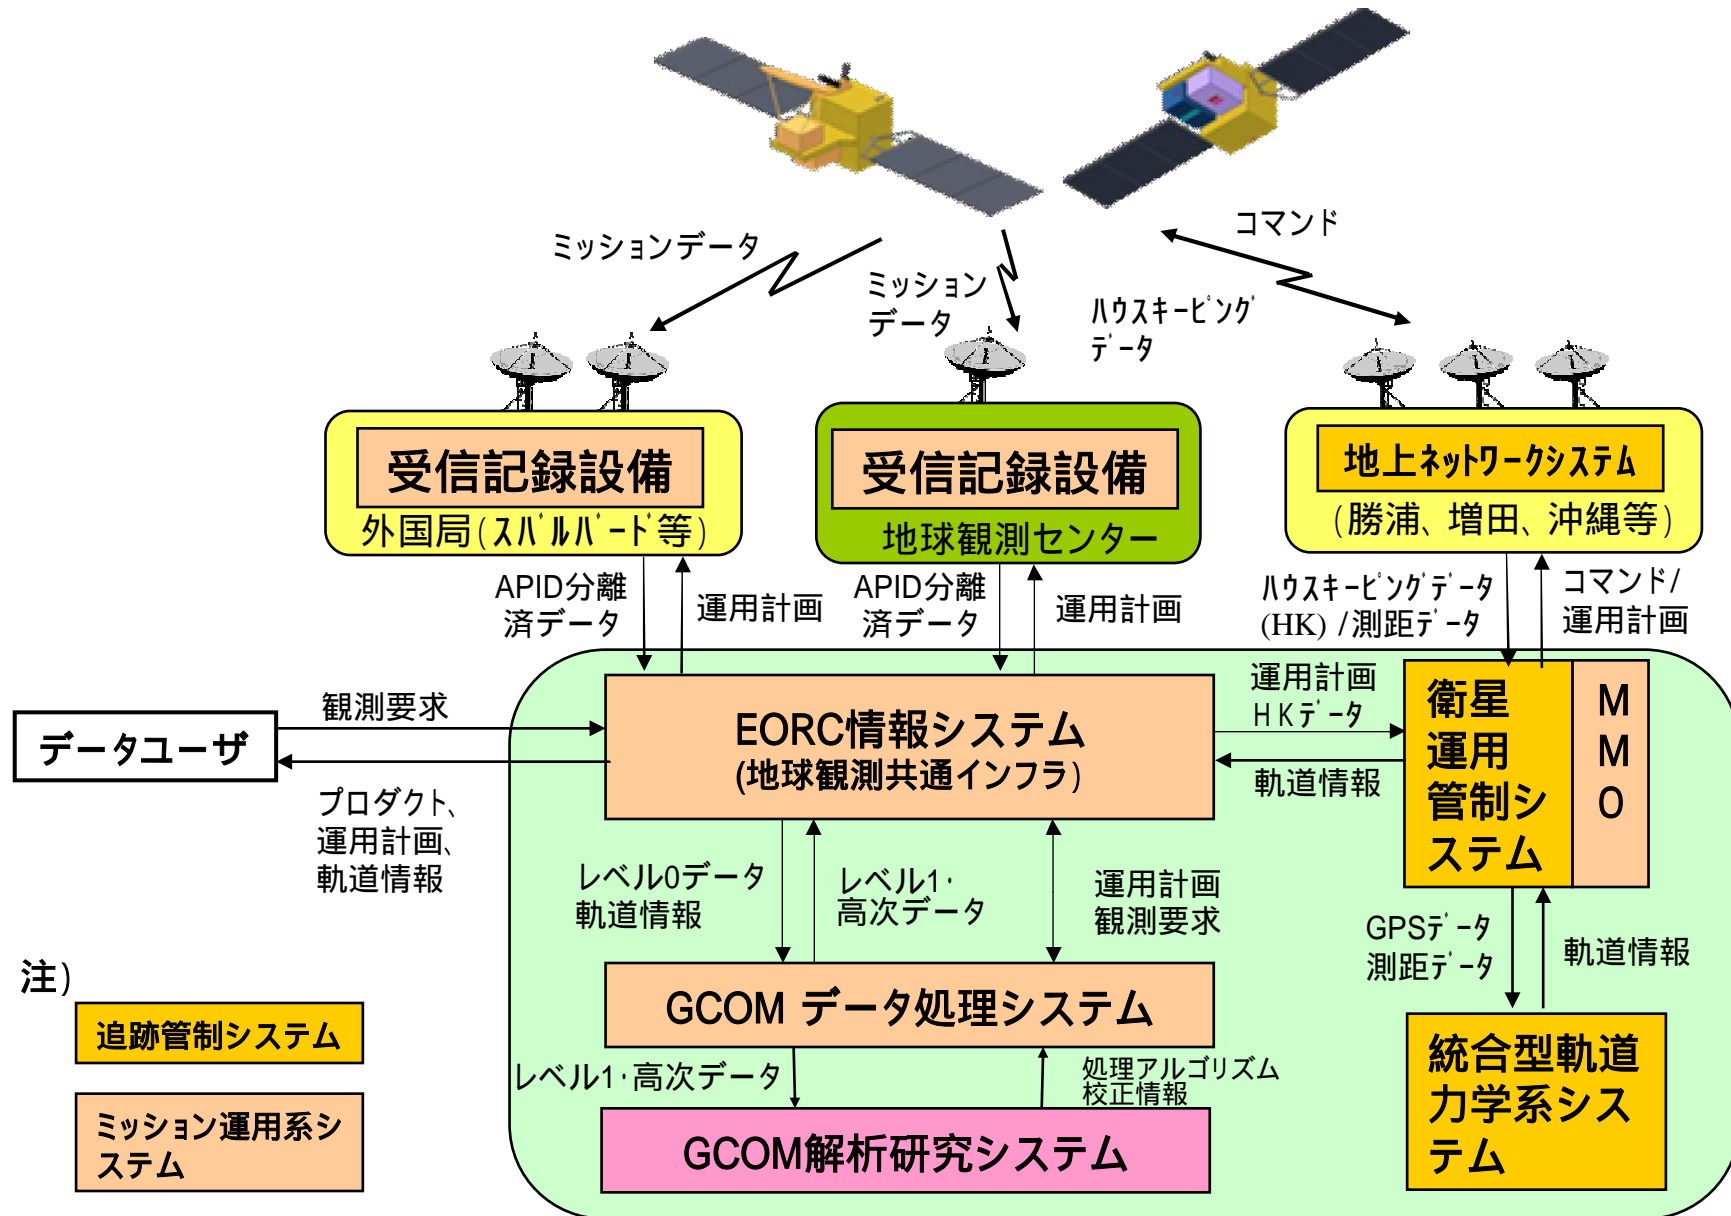 ミッションデータ
ミッション
データ
コマンド
ﾊｳｽｷｰﾋﾟﾝｸﾞ
ﾃﾞｰﾀ
受信記録設備
外国局(ｽﾊﾞﾙﾊﾞｰﾄﾞ等)
受信記録設備
地球観測センター
地上ﾈｯﾄﾜｰｸｼｽﾃﾑ
(勝浦、増田、沖縄等)
APID分離
済データ
運用計画
APID分離
済データ
運用計画
ﾊｳｽｷｰﾋﾟﾝｸﾞﾃﾞｰﾀ
(HK) /測距ﾃﾞｰﾀ
コマンド/
運用計画
データユーザ
観測要求
プロダクト、
運用計画、
軌道情報
EORC情報システム
(地球観測共通インフラ)
運用計画
ＨＫﾃﾞｰﾀ
軌道情報
衛星
運用
管制シ
ステム
M
M
O
レベル0データ
軌道情報
レベル1・
高次データ
運用計画
観測要求
GPSﾃﾞｰﾀ
測距ﾃﾞｰﾀ
軌道情報
GCOM データ処理システム
レベル1・高次データ
処理アルゴリズム
校正情報
GCOM解析研究システム
統合型軌道
力学系シス
テム
注)
追跡管制システム
ミッション運用系シ
ステム